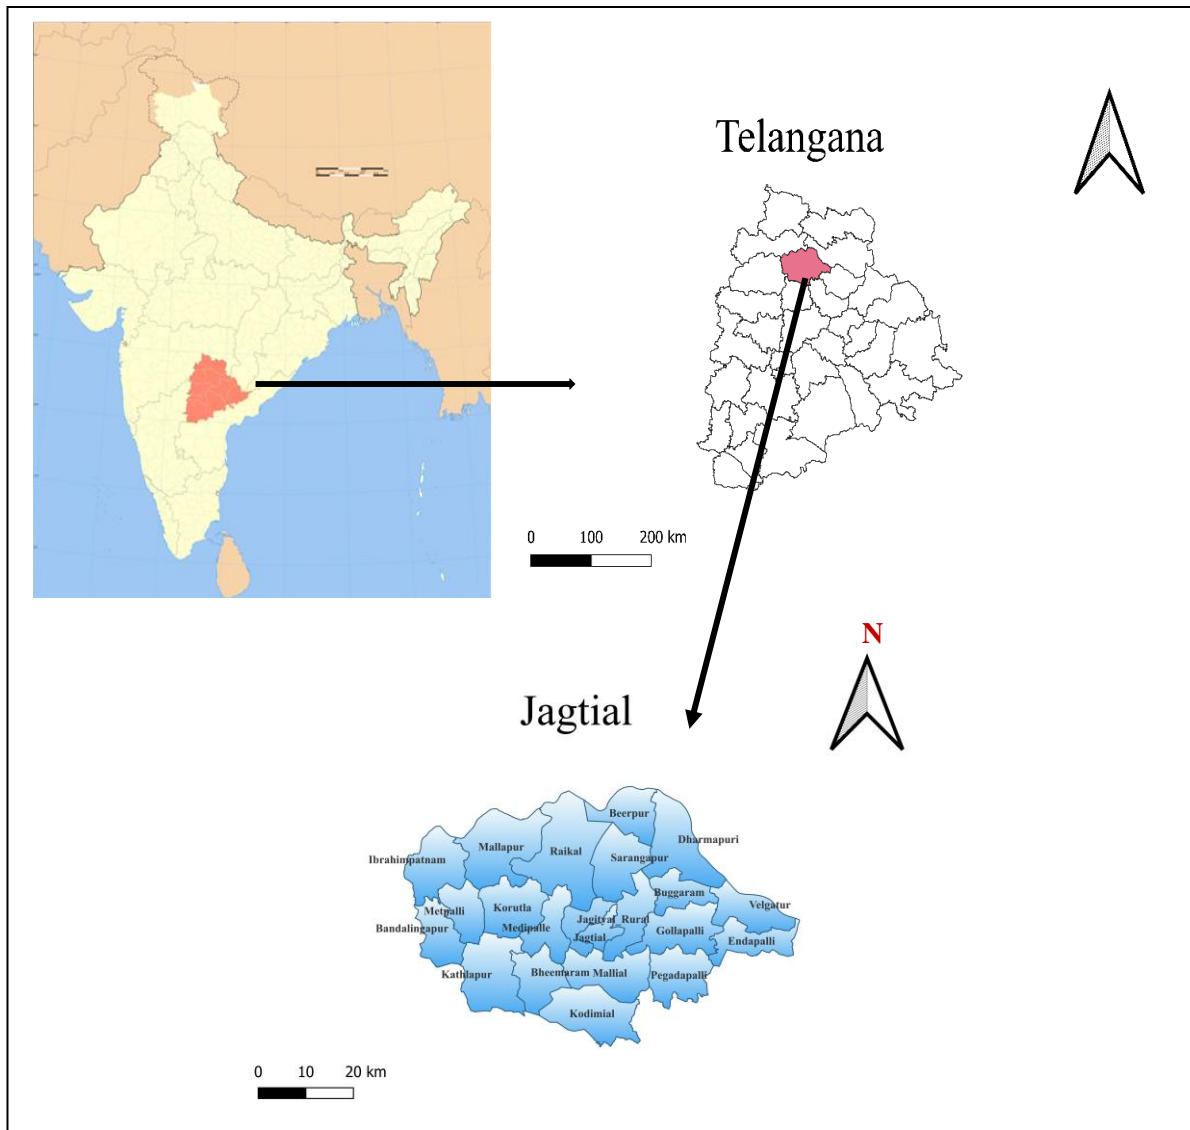 Telangana
0 100 200 km
N
Jagtial
Beerpur
Dharmapuri
Mallapur
Raikal
Ibrahimpatnam
Sarangapur
Buggaram
Velgatur
Metpalli
Korutla
Jagityal Rural
Bandalingapur
Medipalle
Jagtial
Gollapalli
Endapalli
Kathlapur
Bheemaram Mallial
Pegadapalli
Kodimial
0 10 20 km